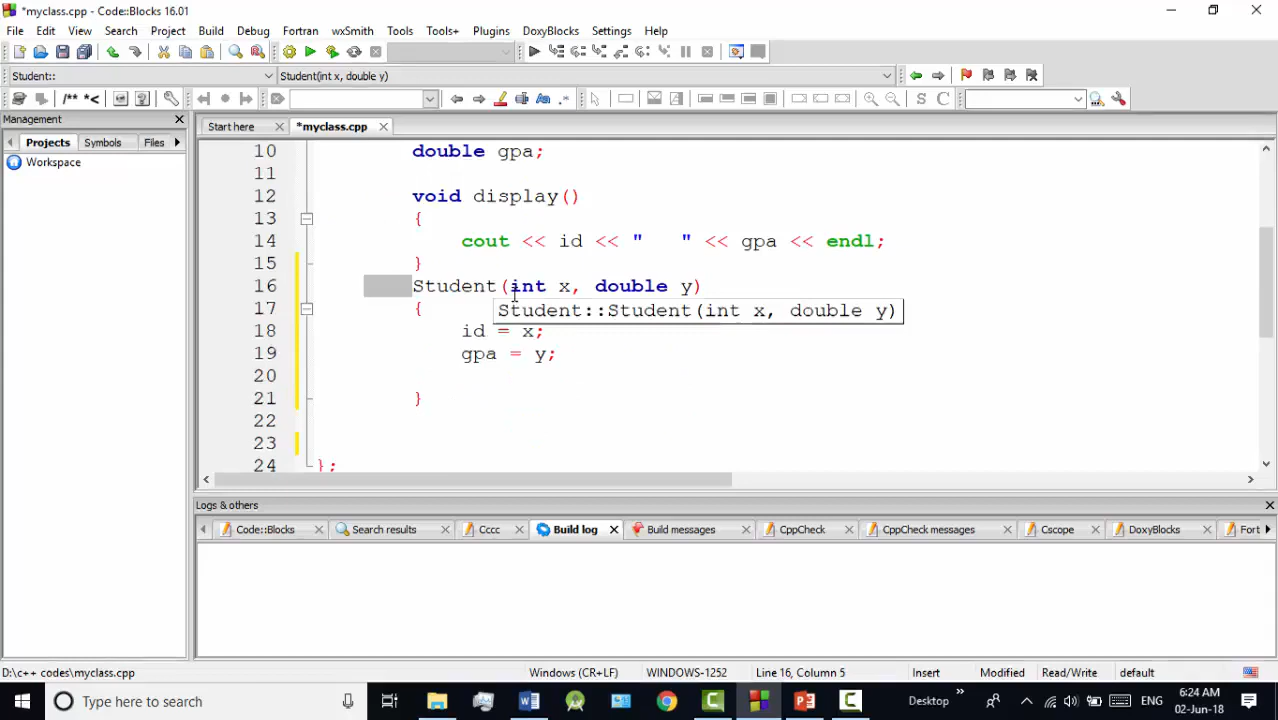 *myclass.cpp - Code::Blocks 16.01
File Edit View Search Project Build Debug Fortran wxSmith Tools Tools+ Plugins DoxyBlocks Settings Help
Student:: Student(int x, double y)
/** *< .* S C
Management
Projects Symbols Files
Workspace
Start here *myclass.cpp
10 double gpa;
11
12 void display()
13 {
14 cout << id << "   " << gpa << endl;
15 }
16 Student(int x, double y)
17 {
Student::Student(int x, double y)
18 id = x;
19 gpa = y;
20
21 }
22
23
24 };
Logs & others
Code::Blocks Search results Cccc Build log Build messages CppCheck CppCheck messages Cscope DoxyBlocks Fort
D:\c++ codes\myclass.cpp Windows (CR+LF) WINDOWS-1252 Line 16, Column 5 Insert Modified Read/Write default
Type here to search Desktop » ENG 6:24 AM
02-Jun-18